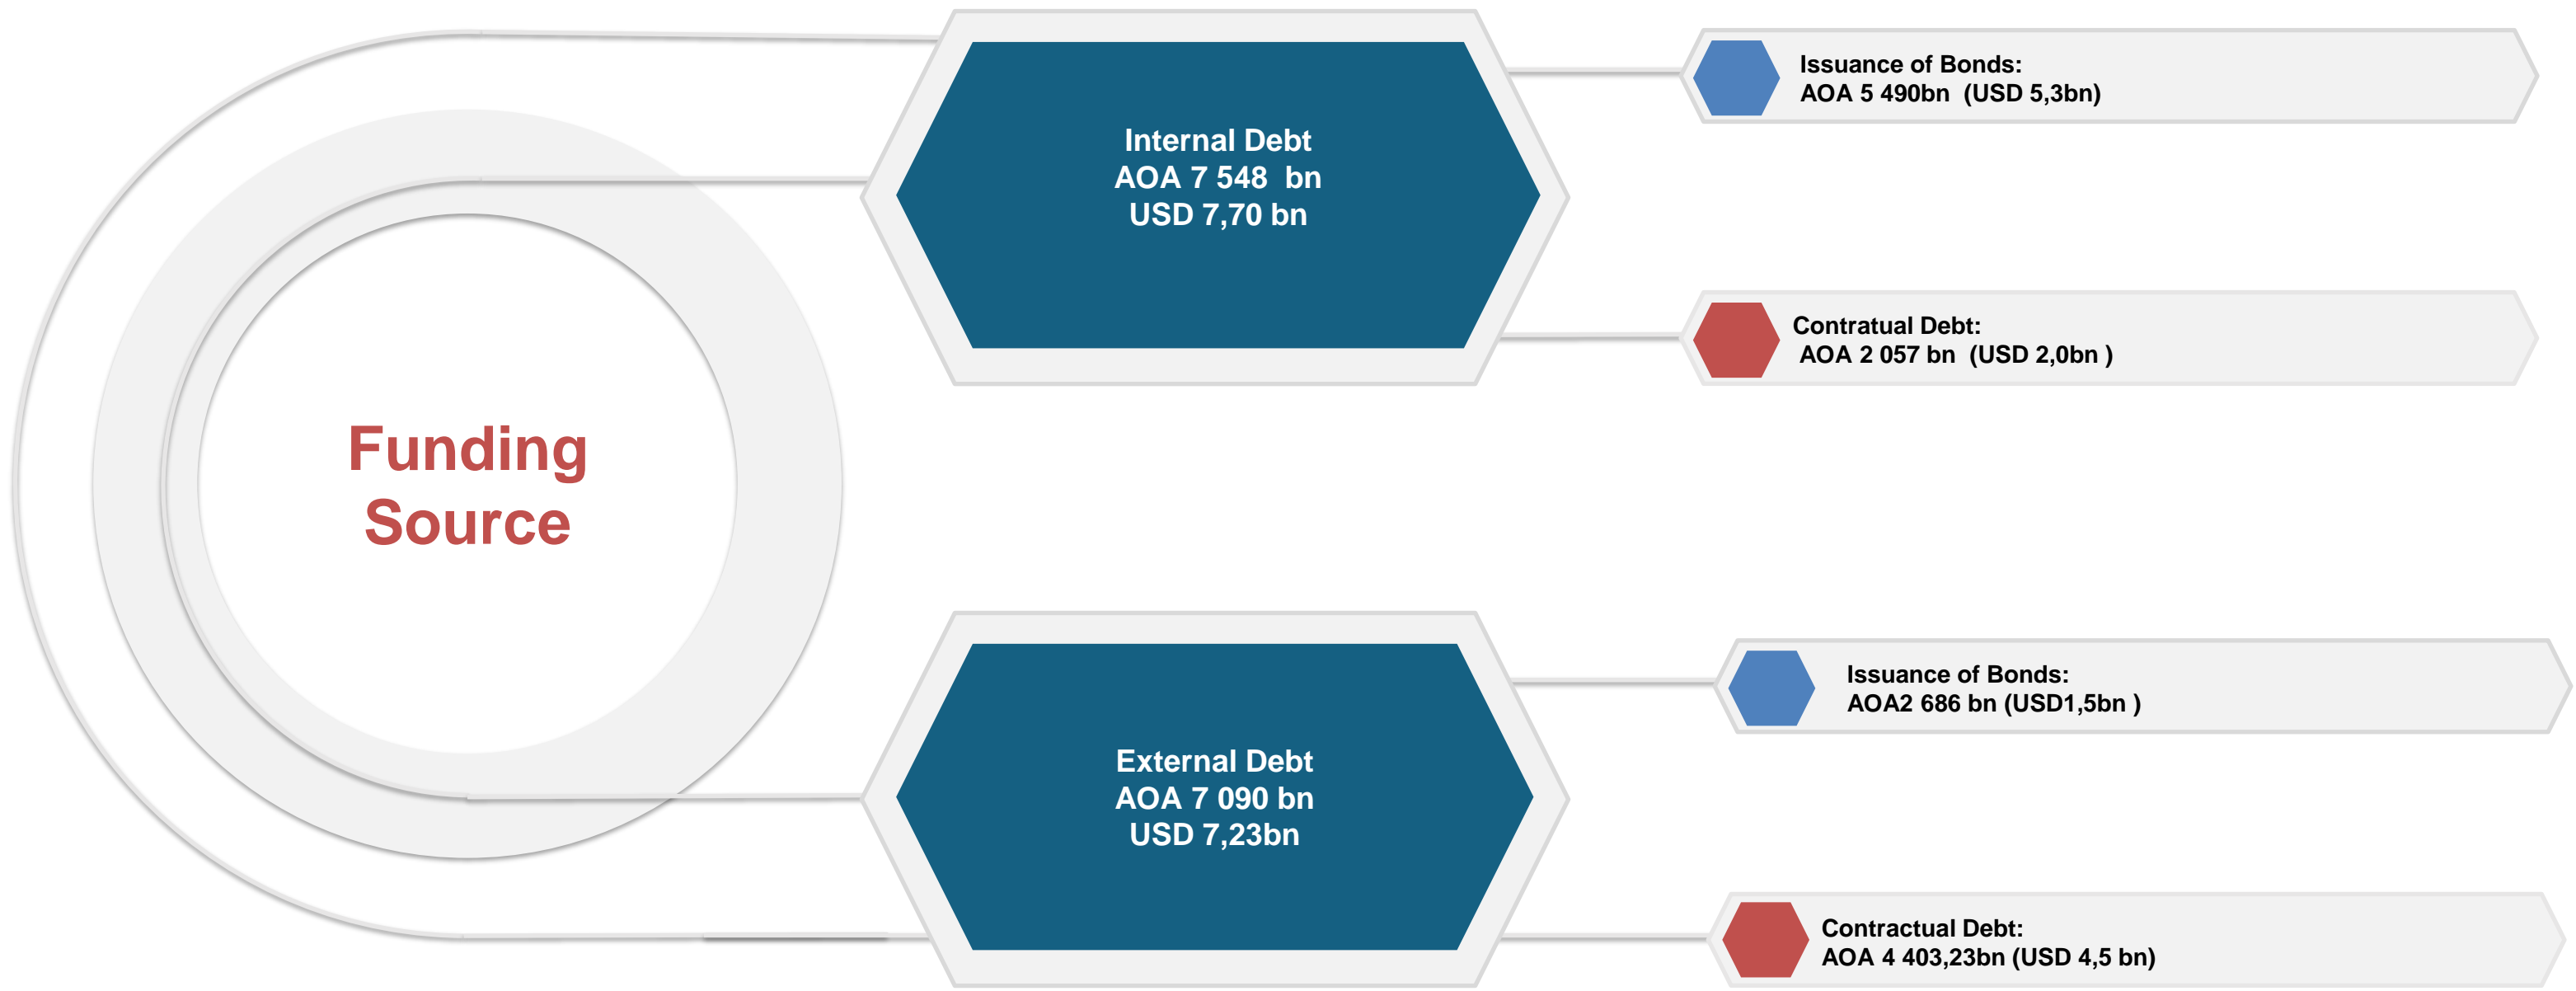 Funding
Source
Internal Debt
AOA 7 548  bn
USD 7,70 bn
Issuance of Bonds:
AOA 5 490bn  (USD 5,3bn)
Contratual Debt:
AOA 2 057 bn  (USD 2,0bn )
External Debt
AOA 7 090 bn
USD 7,23bn
Issuance of Bonds:
AOA2 686 bn (USD1,5bn )
Contractual Debt:
AOA 4 403,23bn (USD 4,5 bn)